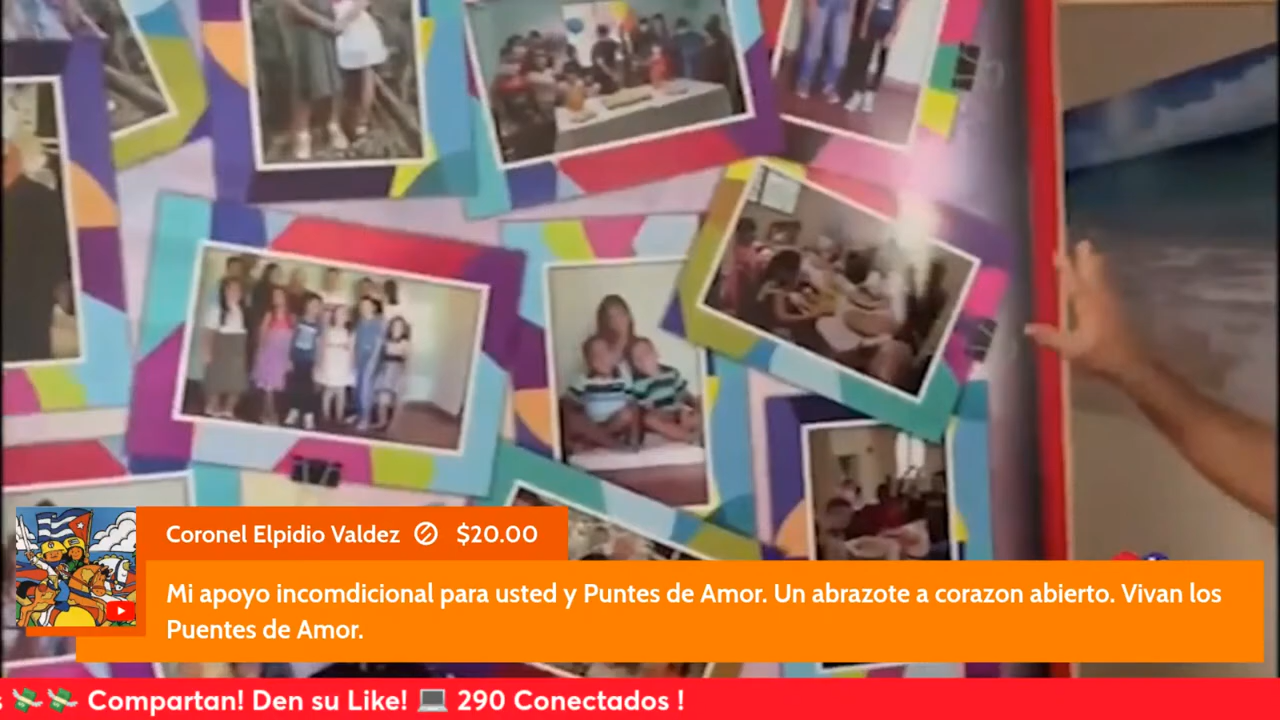 Coronel Elpidio Valdez $20.00
Mi apoyo incomdicional para usted y Puntes de Amor. Un abrazote a corazon abierto. Vivan los
Puentes de Amor.
s 💸💸 Compartan! Den su Like! 💻 290 Conectados !